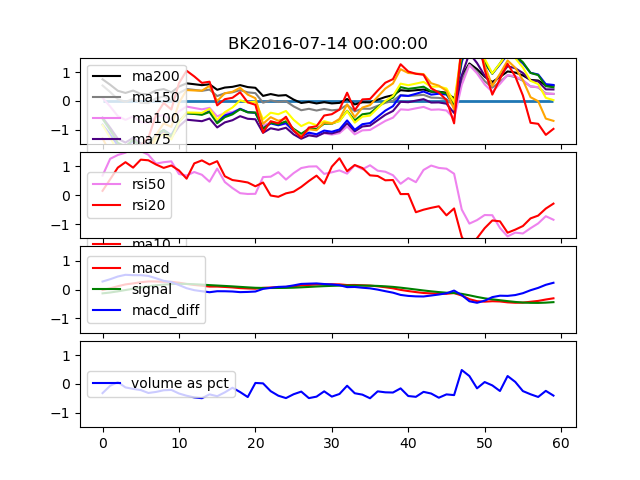 BK2016-07-14 00:00:00
1
0
−1
ma200
ma150
ma100
ma75
1
0
−1
rsi50
rsi20
ma10
1
0
−1
macd
signal
macd_diff
1
0
−1
volume as pct
0 10 20 30 40 50 60